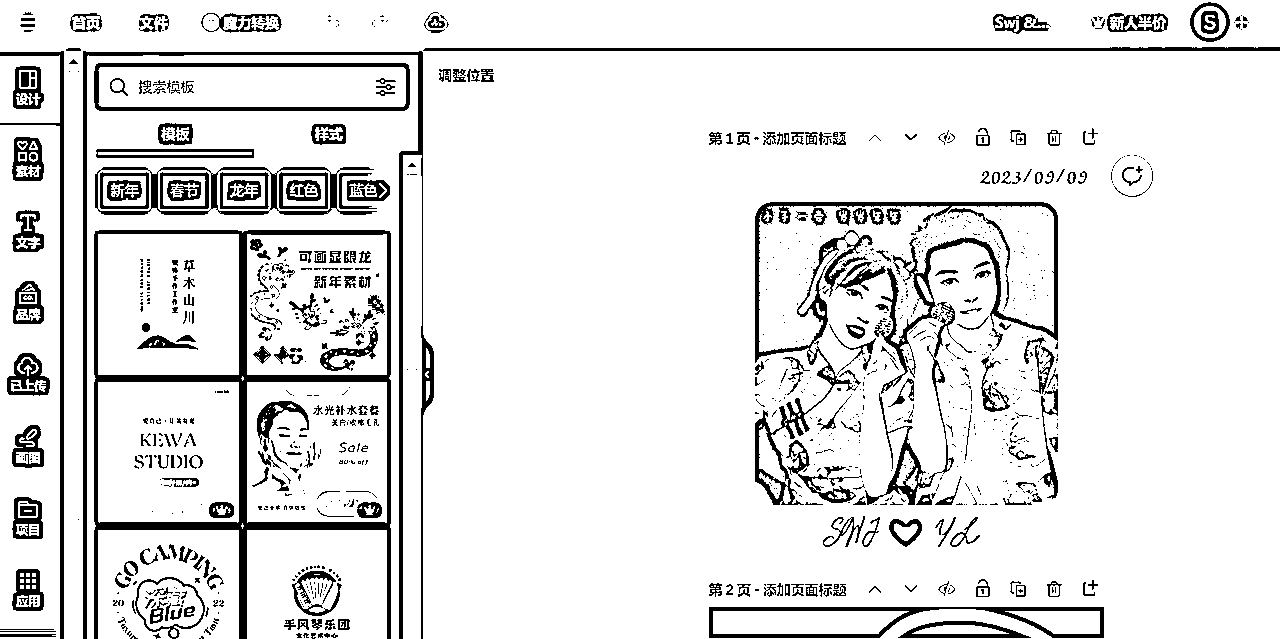 首页 文件 魔力转换 Swj &... 新人半价 S
设计
素材
文字
品牌
已上传
画图
项目
应用
搜索模板
模板 样式
新年 春节 龙年 红色 蓝色
草木山川
可画显眼龙
新年素材
KEWA
STUDIO
水光补水套餐
Sale
80% off
GO CAMPING
20 22
Blue
手风琴乐团
调整位置
第 1 页 - 添加页面标题
2023/09/09
SWJ YL
第 2 页 - 添加页面标题